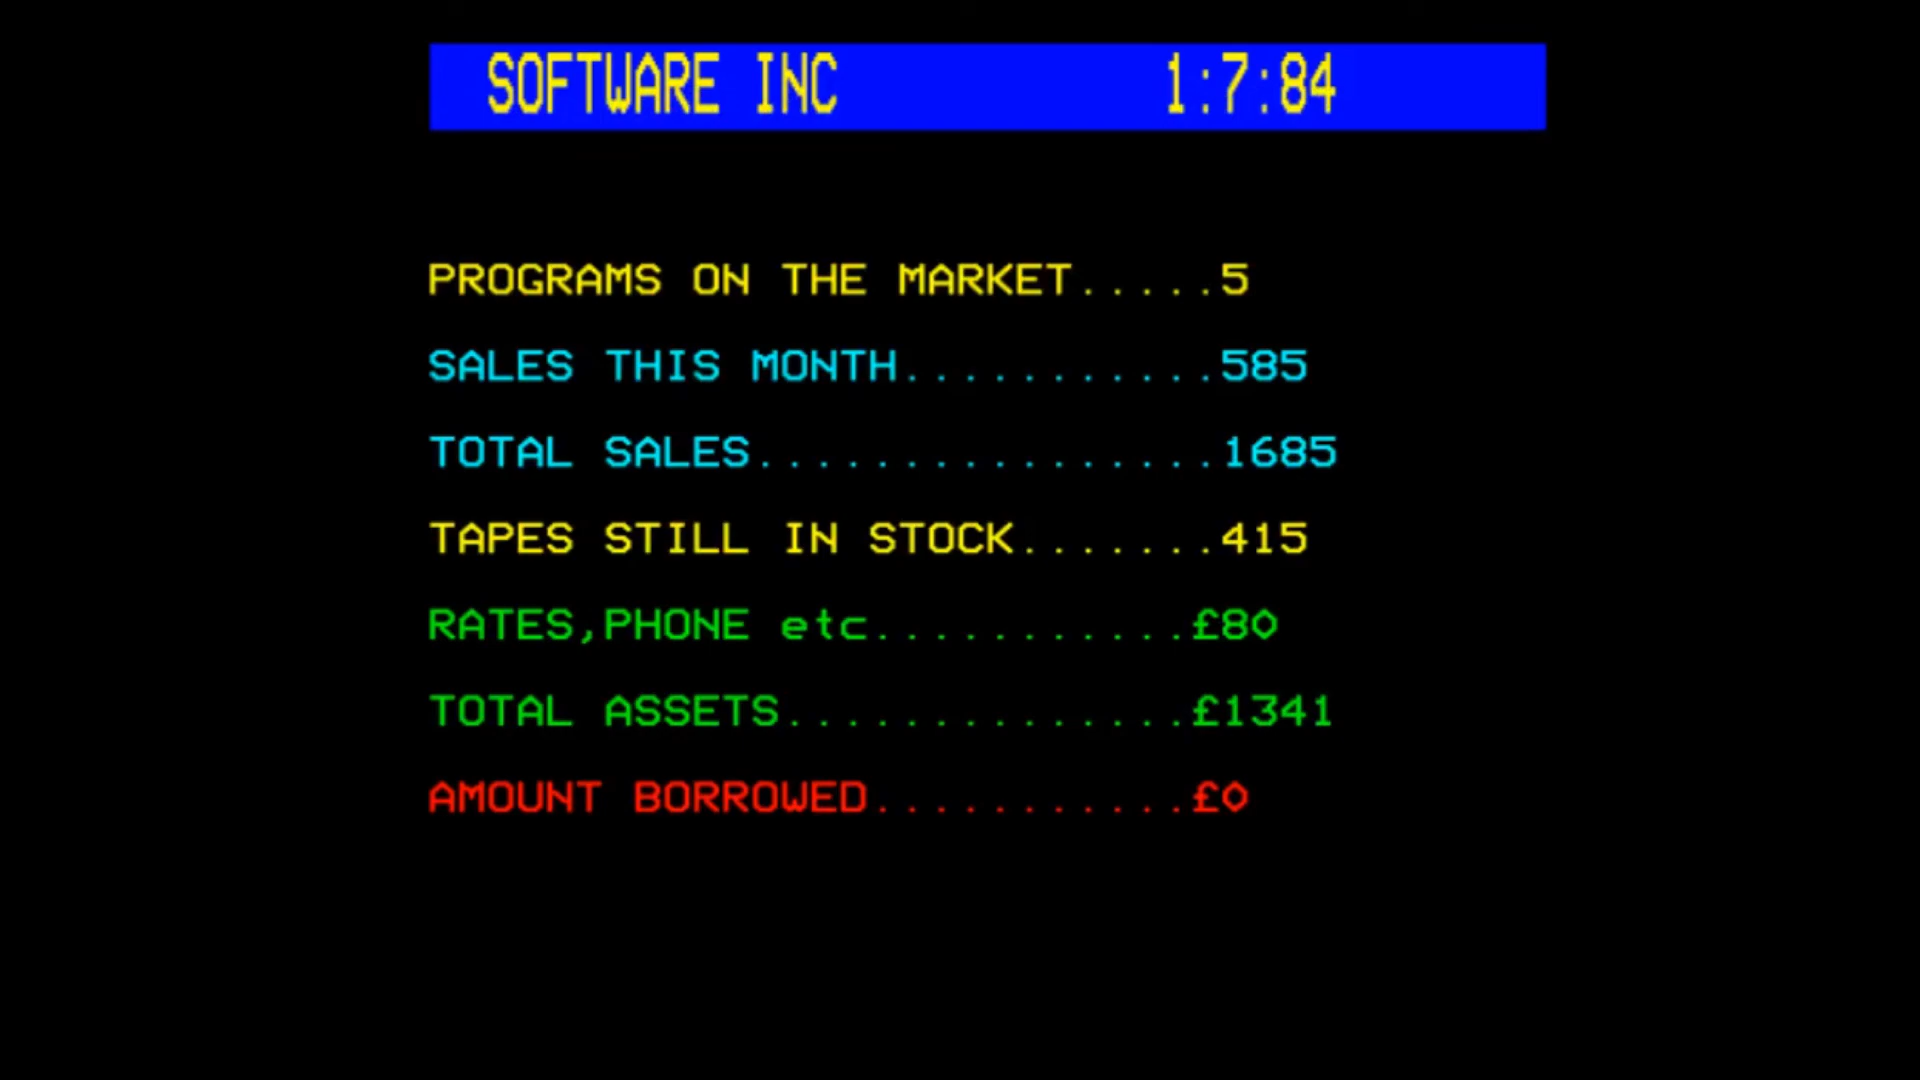 SOFTWARE INC 1:7:84
PROGRAMS ON THE MARKET.....5
SALES THIS MONTH...........585
TOTAL SALES................1685
TAPES STILL IN STOCK.......415
RATES,PHONE etc...........£80
TOTAL ASSETS..............£1341
AMOUNT BORROWED...........£0